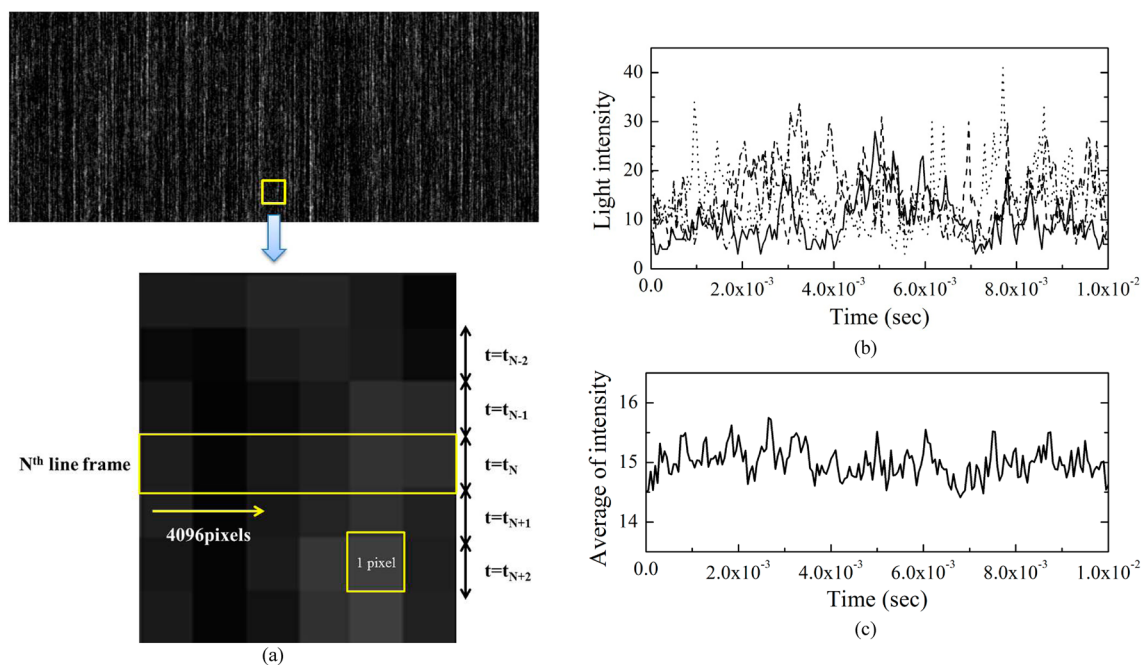 t=t_{N-2}
t=t_{N-1}
N^{th} line frame
t=t_N
4096pixels
t=t_{N+1}
1 pixel
t=t_{N+2}
(a)
Light intensity
40
30
20
10
0
0.0 2.0x10^{-3} 4.0x10^{-3} 6.0x10^{-3} 8.0x10^{-3} 1.0x10^{-2}
Time (sec)
(b)
Average of intensity
16
15
14
0.0 2.0x10^{-3} 4.0x10^{-3} 6.0x10^{-3} 8.0x10^{-3} 1.0x10^{-2}
Time (sec)
(c)